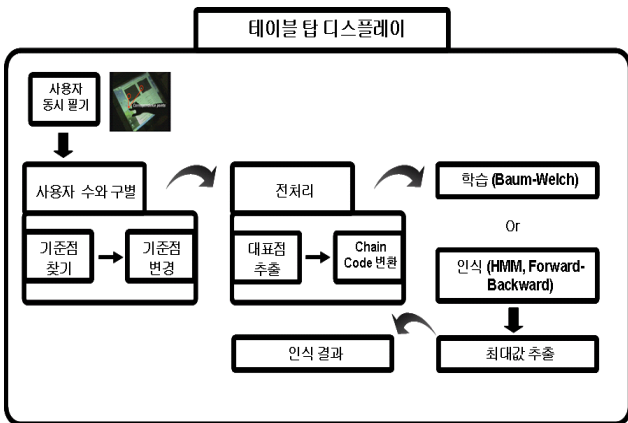 테이블 탑 디스플레이
사용자
동시 필기
사용자 수와 구별
기준점
찾기
기준점
변경
전처리
대표점
추출
Chain
Code 변환
학습 (Baum-Welch)
Or
인식 (HMM, Forward-
Backward)
최대값 추출
인식 결과